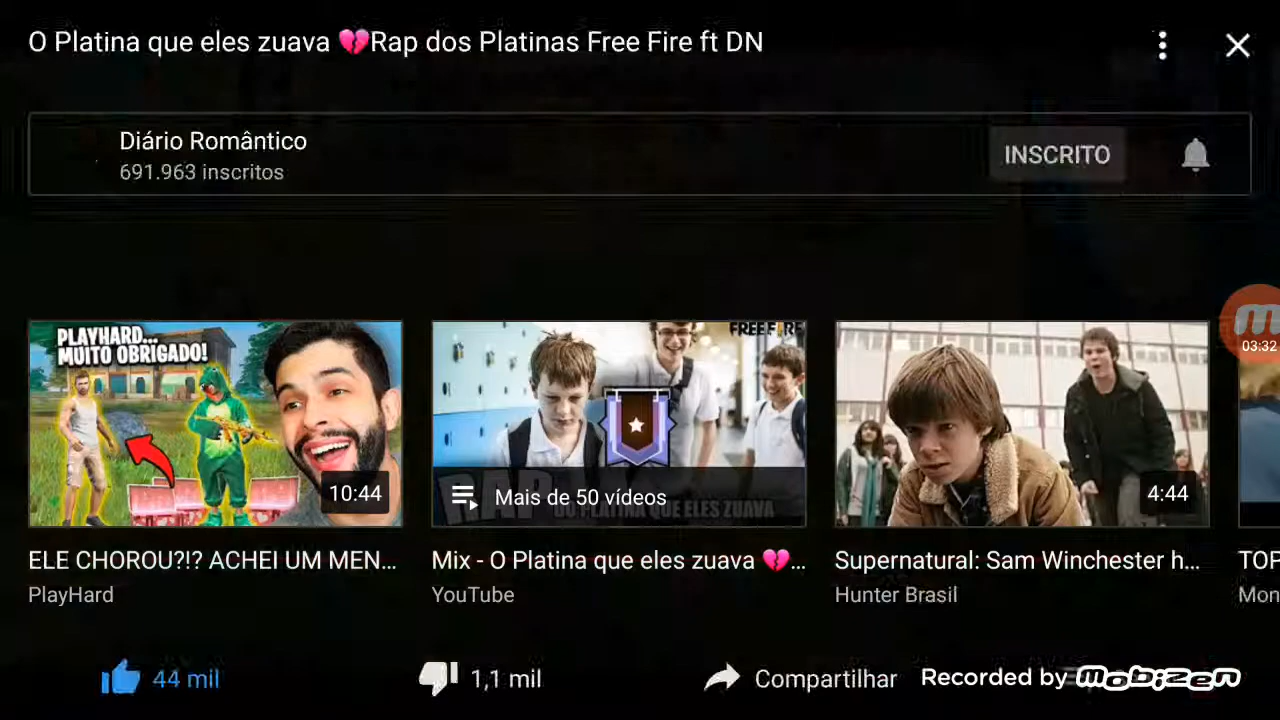 O Platina que eles zuava 💔Rap dos Platinas Free Fire ft DN
Diário Romântico
691.963 inscritos
INSCRITO
03:32
PLAYHARD...
MUITO OBRIGADO!
10:44
FREE FIRE
Mais de 50 vídeos
RAP DO PLATINA QUE ELES ZUAVA
4:44
ELE CHOROU?!? ACHEI UM MEN...
Mix - O Platina que eles zuava 💔...
Supernatural: Sam Winchester h...
TOP
PlayHard
YouTube
Hunter Brasil
Mon
44 mil
1,1 mil
Compartilhar
Recorded by mobizen